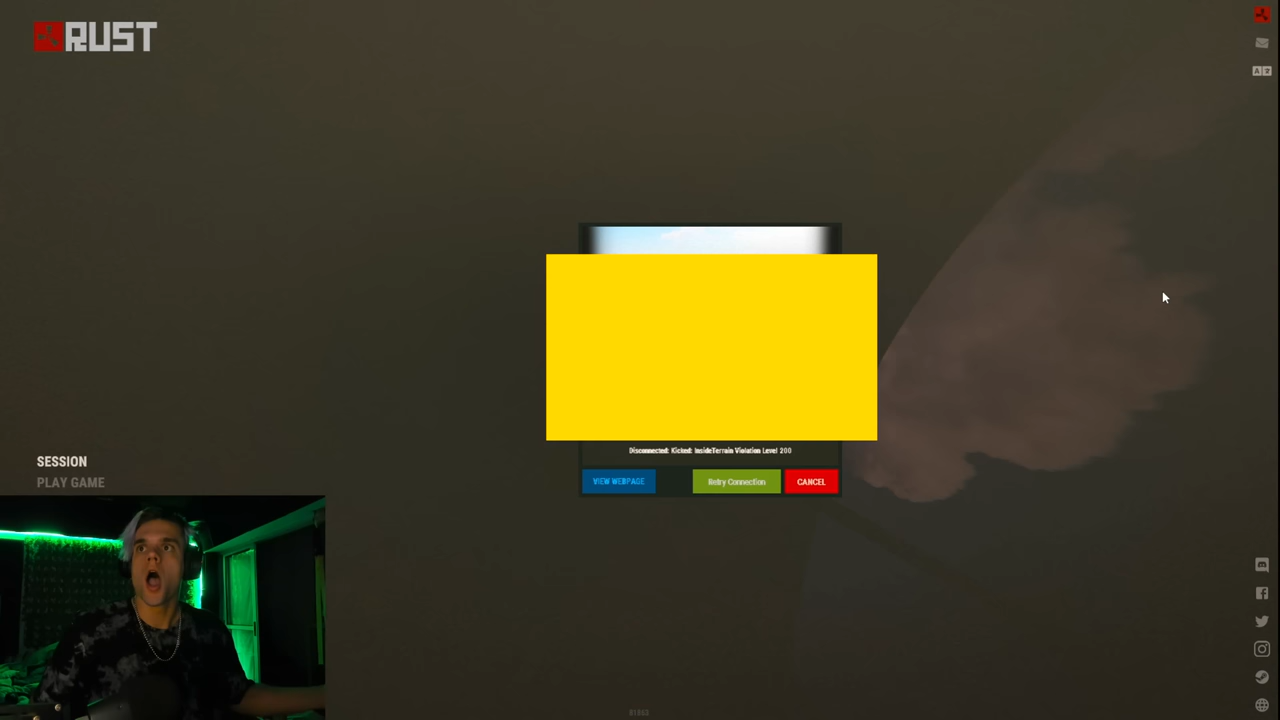 RUST
SESSION
PLAY GAME
Disconnected: Kicked: InsideTerrain Violation Level 200
VIEW WEBPAGE
Retry Connection
CANCEL